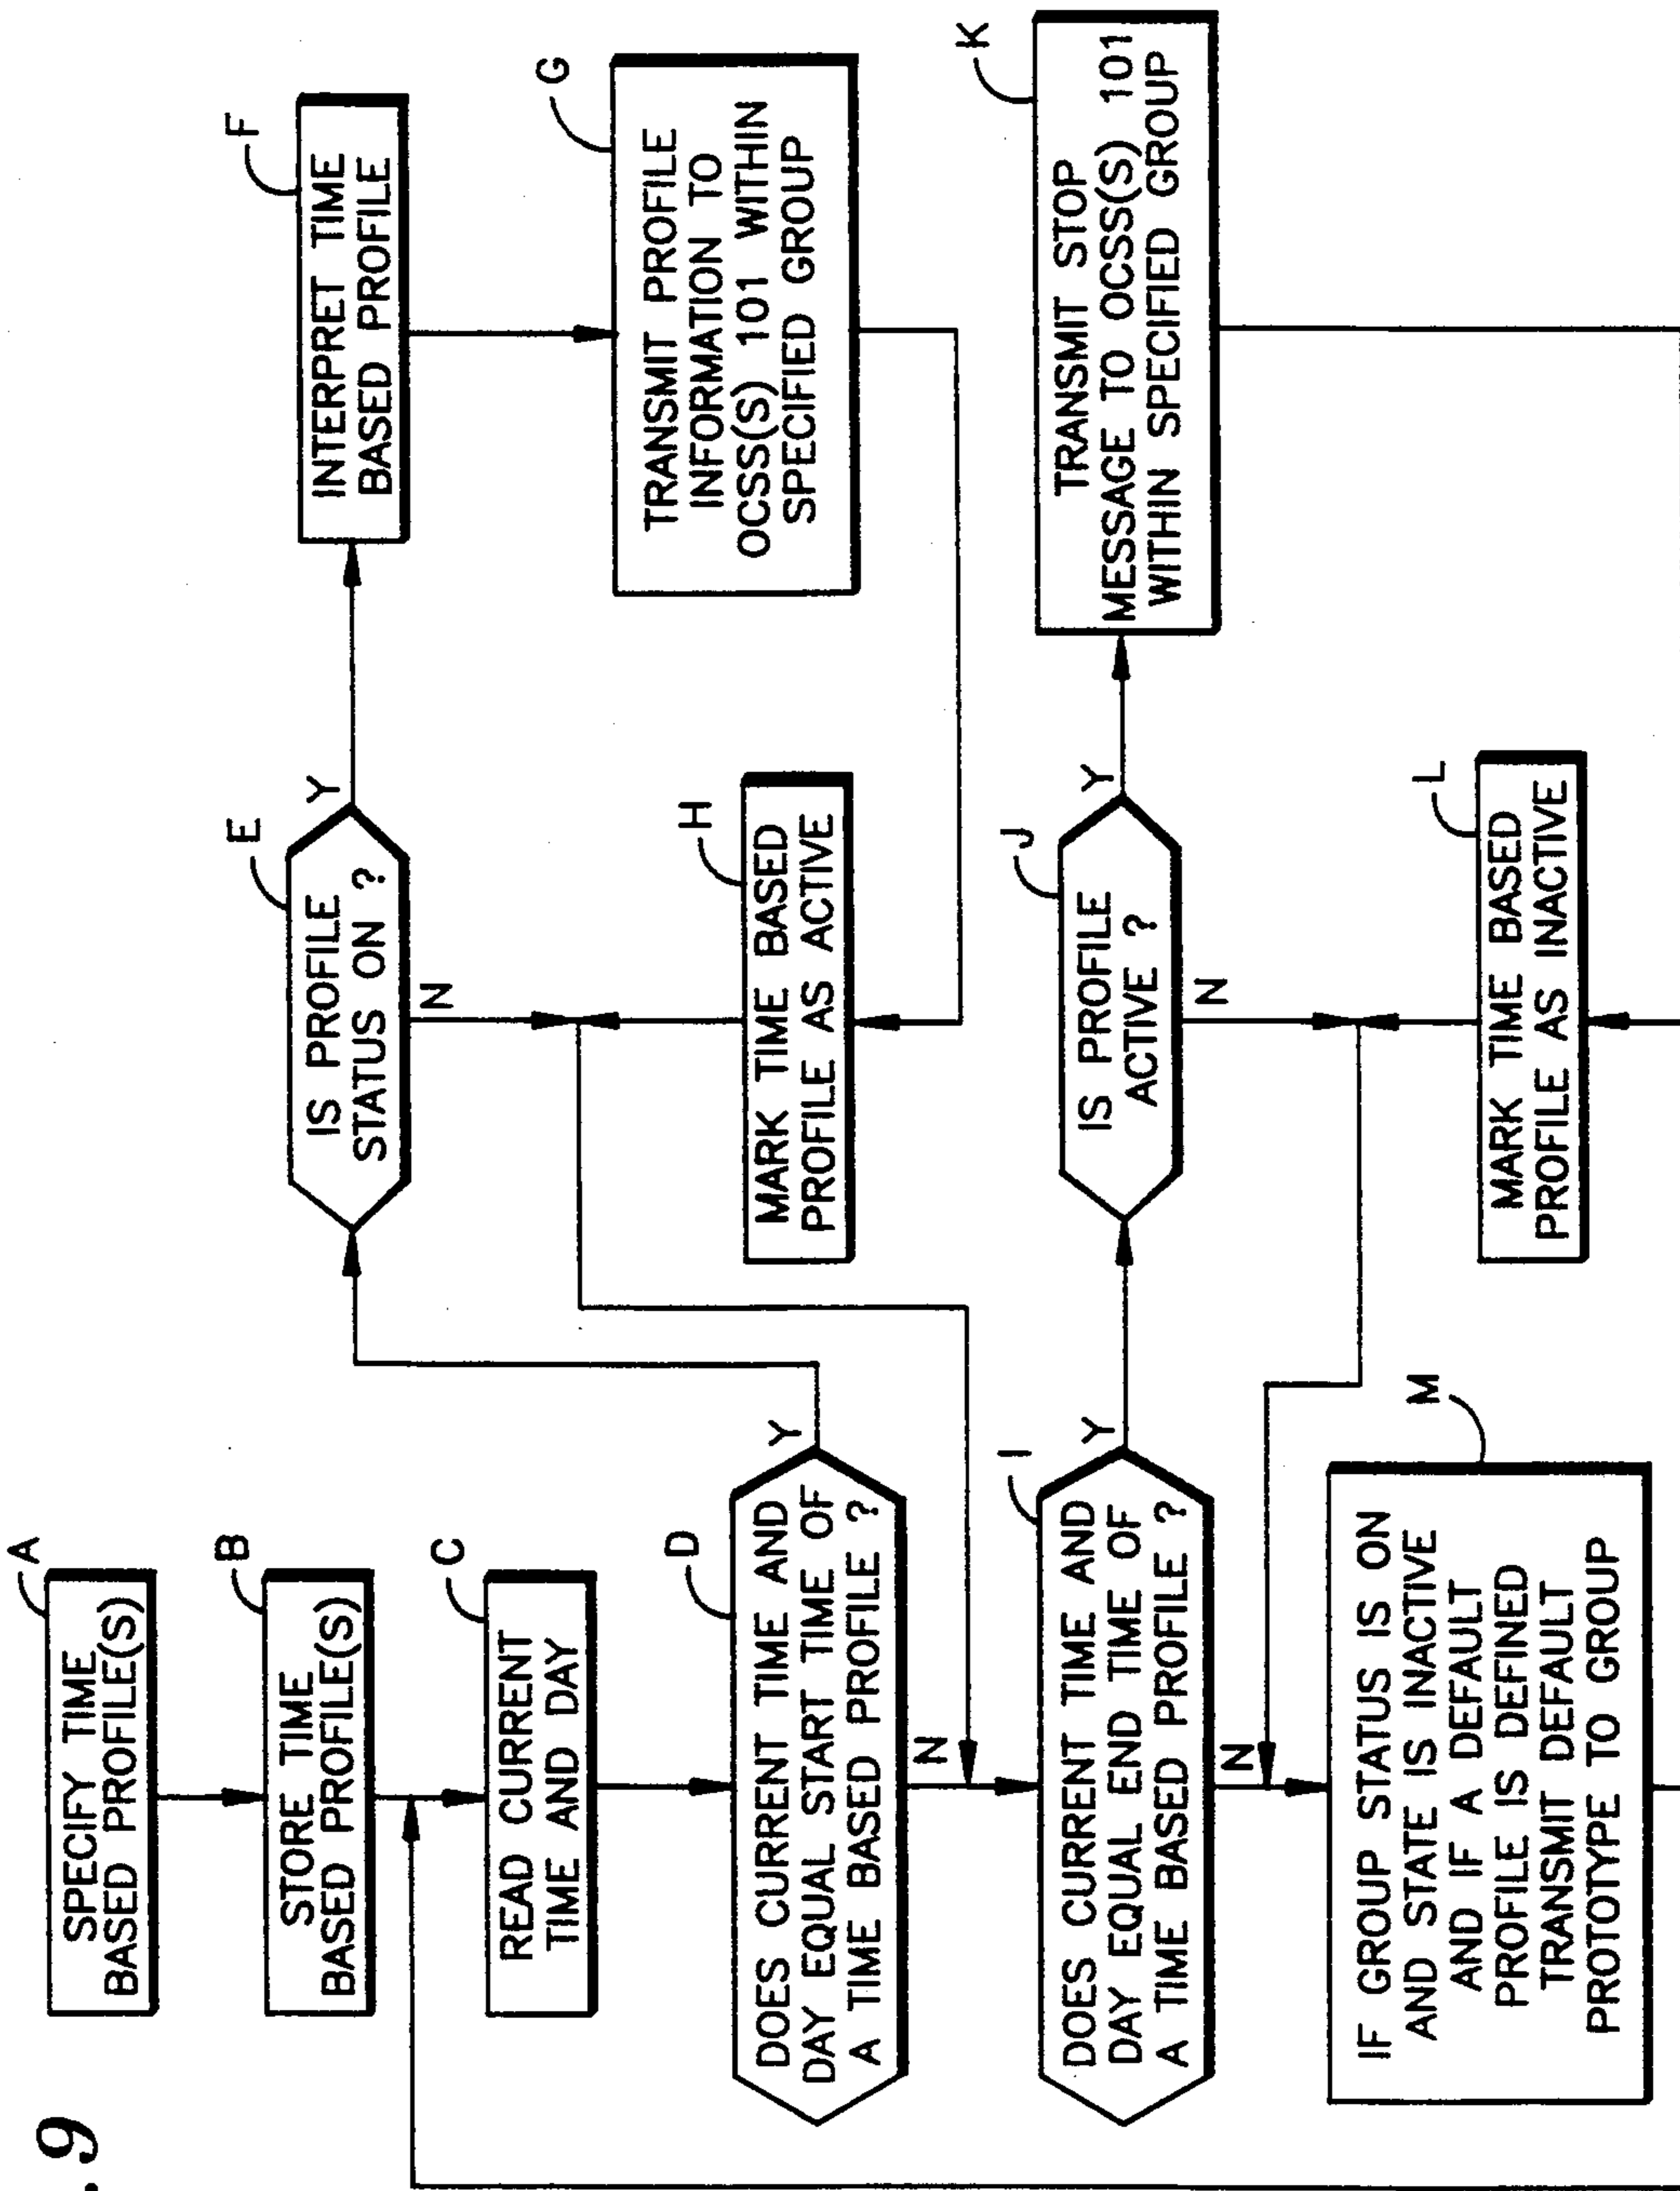 .9
A
SPECIFY TIME
BASED PROFILE(S)
B
STORE TIME
BASED PROFILE(S)
C
READ CURRENT
TIME AND DAY
D
DOES CURRENT TIME AND
DAY EQUAL START TIME OF
A TIME BASED PROFILE ?
Y
N
E
IS PROFILE
STATUS ON ?
Y
N
F
INTERPRET TIME
BASED PROFILE
G
TRANSMIT PROFILE
INFORMATION TO
OCSS(S) 101 WITHIN
SPECIFIED GROUP
H
MARK TIME BASED
PROFILE AS ACTIVE
I
DOES CURRENT TIME AND
DAY EQUAL END TIME OF
A TIME BASED PROFILE ?
Y
N
J
IS PROFILE
ACTIVE ?
Y
N
K
TRANSMIT STOP
MESSAGE TO OCSS(S) 101
WITHIN SPECIFIED GROUP
L
MARK TIME BASED
PROFILE AS INACTIVE
M
IF GROUP STATUS IS ON
AND STATE IS INACTIVE
AND IF A DEFAULT
PROFILE IS DEFINED
TRANSMIT DEFAULT
PROTOTYPE TO GROUP